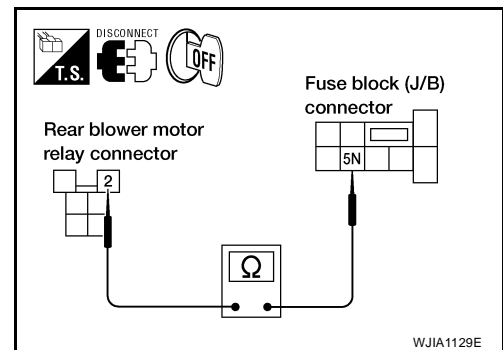 DISCONNECT
T.S.
OFF
Fuse block (J/B)
connector
Rear blower motor
relay connector
5N
2
Ω
WJIA1129E